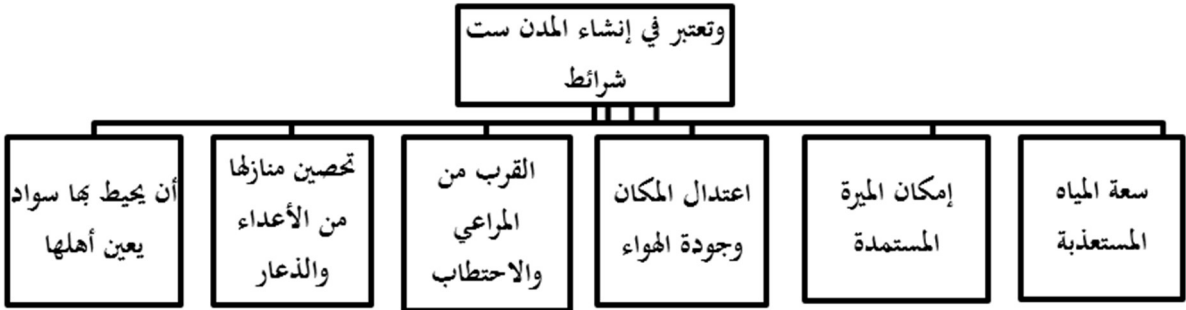 وتعتبر في إنشاء المدن ست
شرائط
سعة المياه
المستعذبة
إمكان الميرة
المستمدة
اعتدال المكان
وجودة الهواء
القرب من
المراعي
والاحتطاب
تحصين منازلها
من الأعداء
والذعار
أن يحيط بها سواد
يعين أهلها